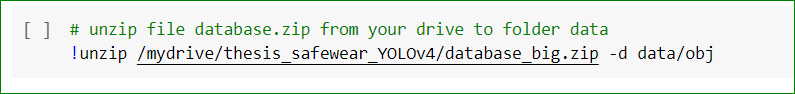 [ ] # unzip file database.zip from your drive to folder data
!unzip /mydrive/thesis_safewear_YOLOv4/database_big.zip -d data/obj